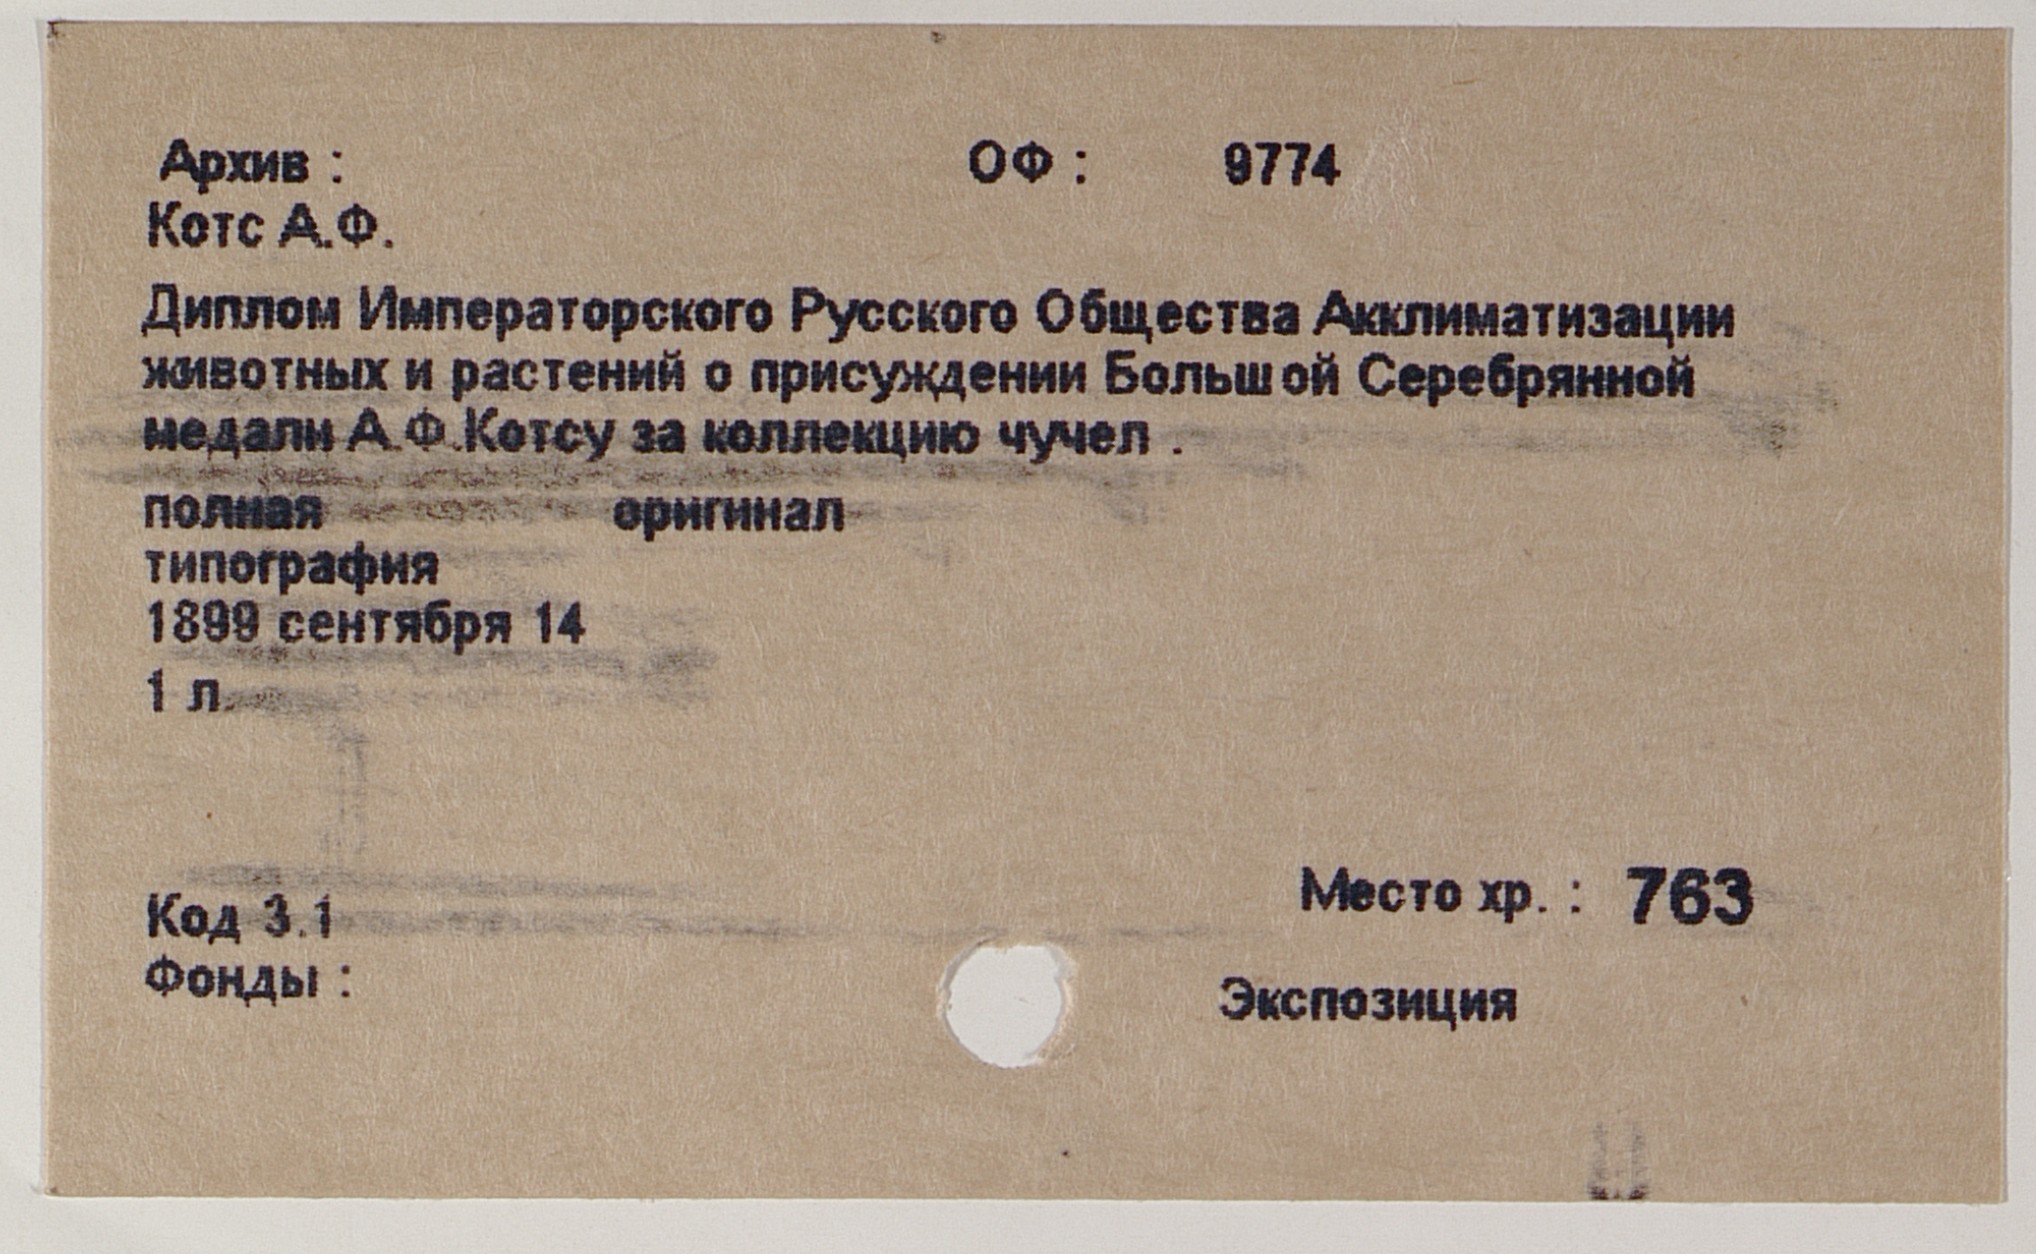 Архив : ОФ : 9774
Котс А.Ф.
Диплом Императорского Русского Общества Акклиматизации
животных и растений о присуждении Большой Серебрянной
медали А.Ф.Котсу за коллекцию чучел .
полная оригинал
типография
1899 сентября 14
1 л.
Место хр. : 763
Код 3.1
Фонды :
Экспозиция